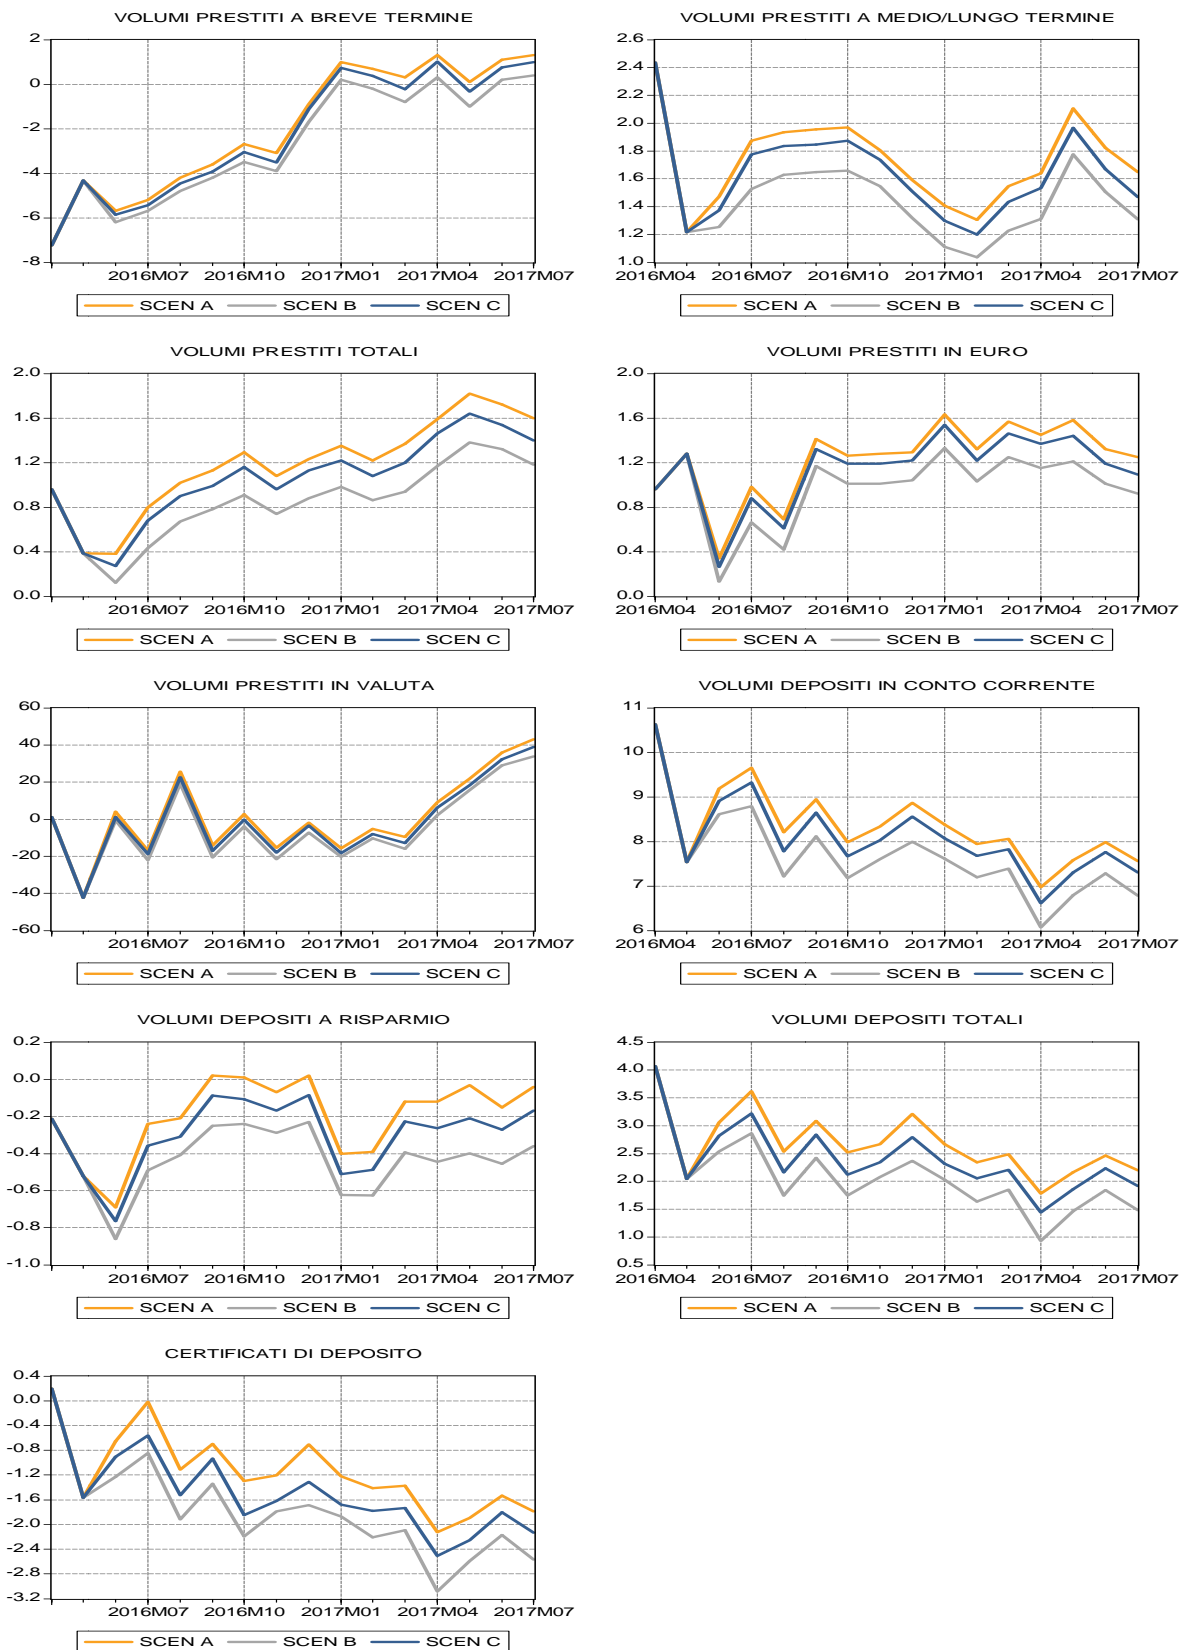 VOLUMI PRESTITI A BREVE TERMINE
2
0
-2
-4
-6
-8
2016M07 2016M10 2017M01 2017M04 2017M07
SCEN A SCEN B SCEN C
VOLUMI PRESTITI A MEDIO/LUNGO TERMINE
2.6
2.4
2.2
2.0
1.8
1.6
1.4
1.2
1.0
2016M04 2016M07 2016M10 2017M01 2017M04 2017M07
SCEN A SCEN B SCEN C
VOLUMI PRESTITI TOTALI
2.0
1.6
1.2
0.8
0.4
0.0
2016M07 2016M10 2017M01 2017M04 2017M07
SCEN A SCEN B SCEN C
VOLUMI PRESTITI IN EURO
2.0
1.6
1.2
0.8
0.4
0.0
2016M04 2016M07 2016M10 2017M01 2017M04 2017M07
SCEN A SCEN B SCEN C
VOLUMI PRESTITI IN VALUTA
60
40
20
0
-20
-40
-60
2016M07 2016M10 2017M01 2017M04 2017M07
SCEN A SCEN B SCEN C
VOLUMI DEPOSITI IN CONTO CORRENTE
11
10
9
8
7
6
2016M04 2016M07 2016M10 2017M01 2017M04 2017M07
SCEN A SCEN B SCEN C
VOLUMI DEPOSITI A RISPARMIO
0.2
0.0
-0.2
-0.4
-0.6
-0.8
-1.0
2016M07 2016M10 2017M01 2017M04 2017M07
SCEN A SCEN B SCEN C
VOLUMI DEPOSITI TOTALI
4.5
4.0
3.5
3.0
2.5
2.0
1.5
1.0
0.5
2016M04 2016M07 2016M10 2017M01 2017M04 2017M07
SCEN A SCEN B SCEN C
CERTIFICATI DI DEPOSITO
0.4
0.0
-0.4
-0.8
-1.2
-1.6
-2.0
-2.4
-2.8
-3.2
2016M07 2016M10 2017M01 2017M04 2017M07
SCEN A SCEN B SCEN C